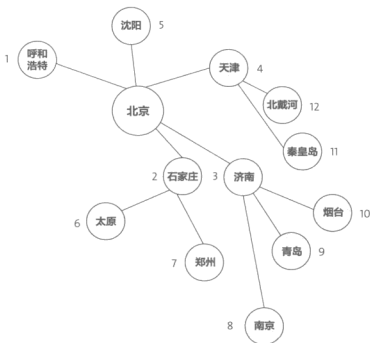 沈阳
5
1
呼和
浩特
天津
4
北京
北戴河
12
秦皇岛
11
2
石家庄
3
济南
烟台
10
6
太原
青岛
9
7
郑州
8
南京